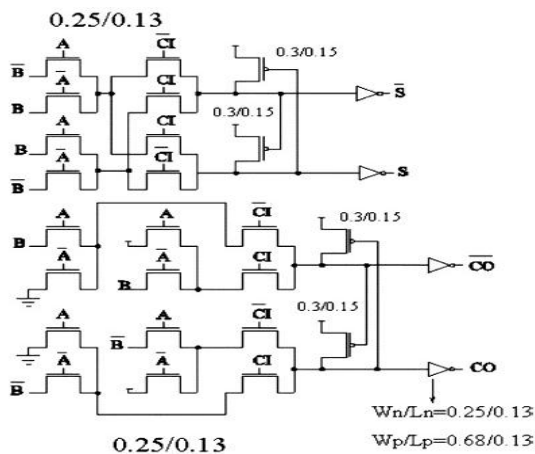 0.25/0.13
A C̅I̅ 0.3/0.15
B̅
A̅ CI
B 0.3/0.15 S̅
A CI
B
A̅ C̅I̅
B̅ S
A A C̅I̅ 0.3/0.15
B
A̅ A̅ CI
B C̅O̅
A A C̅I̅ 0.3/0.15
B̅
A̅ A̅ CI
B̅ CO
Wn/Ln=0.25/0.13
0.25/0.13 Wp/Lp=0.68/0.13